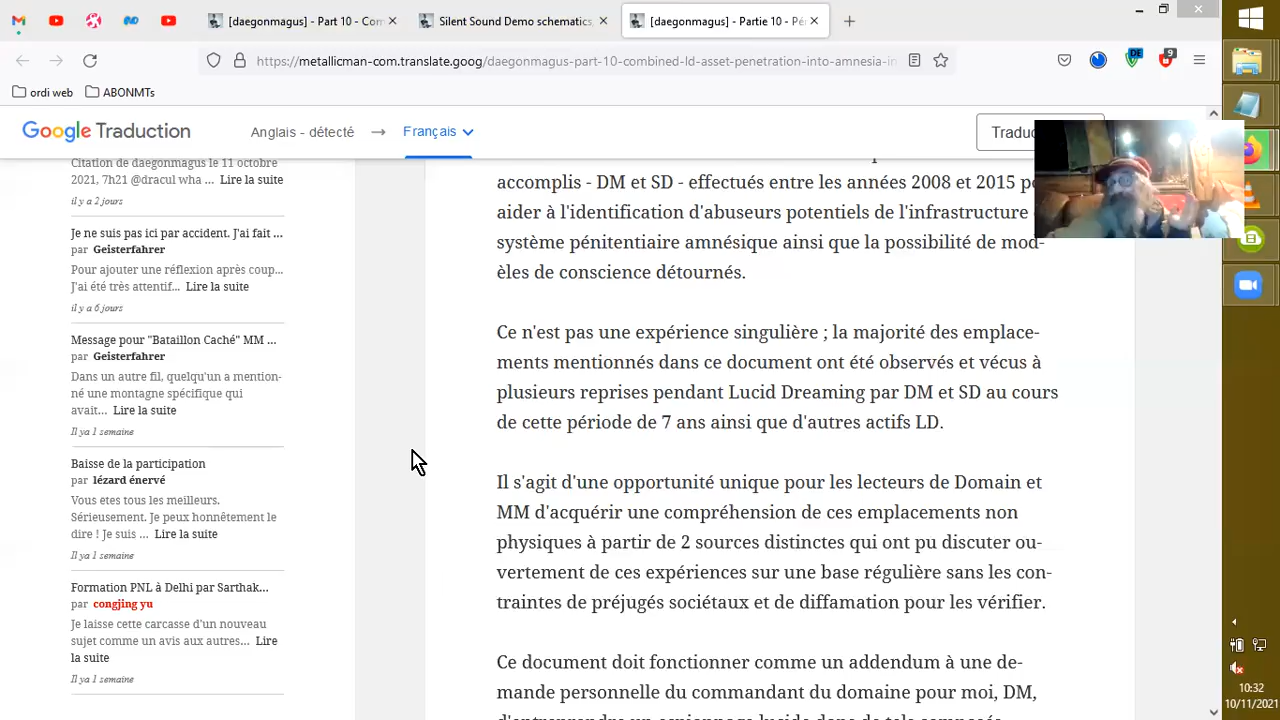 [daegonmagus] - Part 10 - Con
Silent Sound Demo schematics,
[daegonmagus] - Partie 10 - Pé
https://metallicman-com.translate.goog/daegonmagus-part-10-combined-ld-asset-penetration-into-amnesia-in
DE
9
ordi web
ABONMTs
Google Traduction
Anglais - détecté
Français
Traduc
Citation de daegonmagus le 11 octobre
2021, 7h21 @dracul wha ... Lire la suite
il y a 2 jours
Je ne suis pas ici par accident. J'ai fait ...
par Geisterfahrer
Pour ajouter une réflexion après coup...
J'ai été très attentif... Lire la suite
il y a 6 jours
Message pour "Bataillon Caché" MM ...
par Geisterfahrer
Dans un autre fil, quelqu'un a mention-
né une montagne spécifique qui
avait... Lire la suite
Il ya 1 semaine
Baisse de la participation
par lézard énervé
Vous etes tous les meilleurs.
Sérieusement. Je peux honnêtement le
dire ! Je suis ... Lire la suite
Il ya 1 semaine
Formation PNL à Delhi par Sarthak...
par congjing yu
Je laisse cette carcasse d'un nouveau
sujet comme un avis aux autres... Lire
la suite
Il ya 1 semaine
accomplis - DM et SD - effectués entre les années 2008 et 2015 po
aider à l'identification d'abuseurs potentiels de l'infrastructure
système pénitentiaire amnésique ainsi que la possibilité de mod-
èles de conscience détournés.
Ce n'est pas une expérience singulière ; la majorité des emplace-
ments mentionnés dans ce document ont été observés et vécus à
plusieurs reprises pendant Lucid Dreaming par DM et SD au cours
de cette période de 7 ans ainsi que d'autres actifs LD.
Il s'agit d'une opportunité unique pour les lecteurs de Domain et
MM d'acquérir une compréhension de ces emplacements non
physiques à partir de 2 sources distinctes qui ont pu discuter ou-
vertement de ces expériences sur une base régulière sans les con-
traintes de préjugés sociétaux et de diffamation pour les vérifier.
Ce document doit fonctionner comme un addendum à une de-
mande personnelle du commandant du domaine pour moi, DM,
10:32
10/11/2021